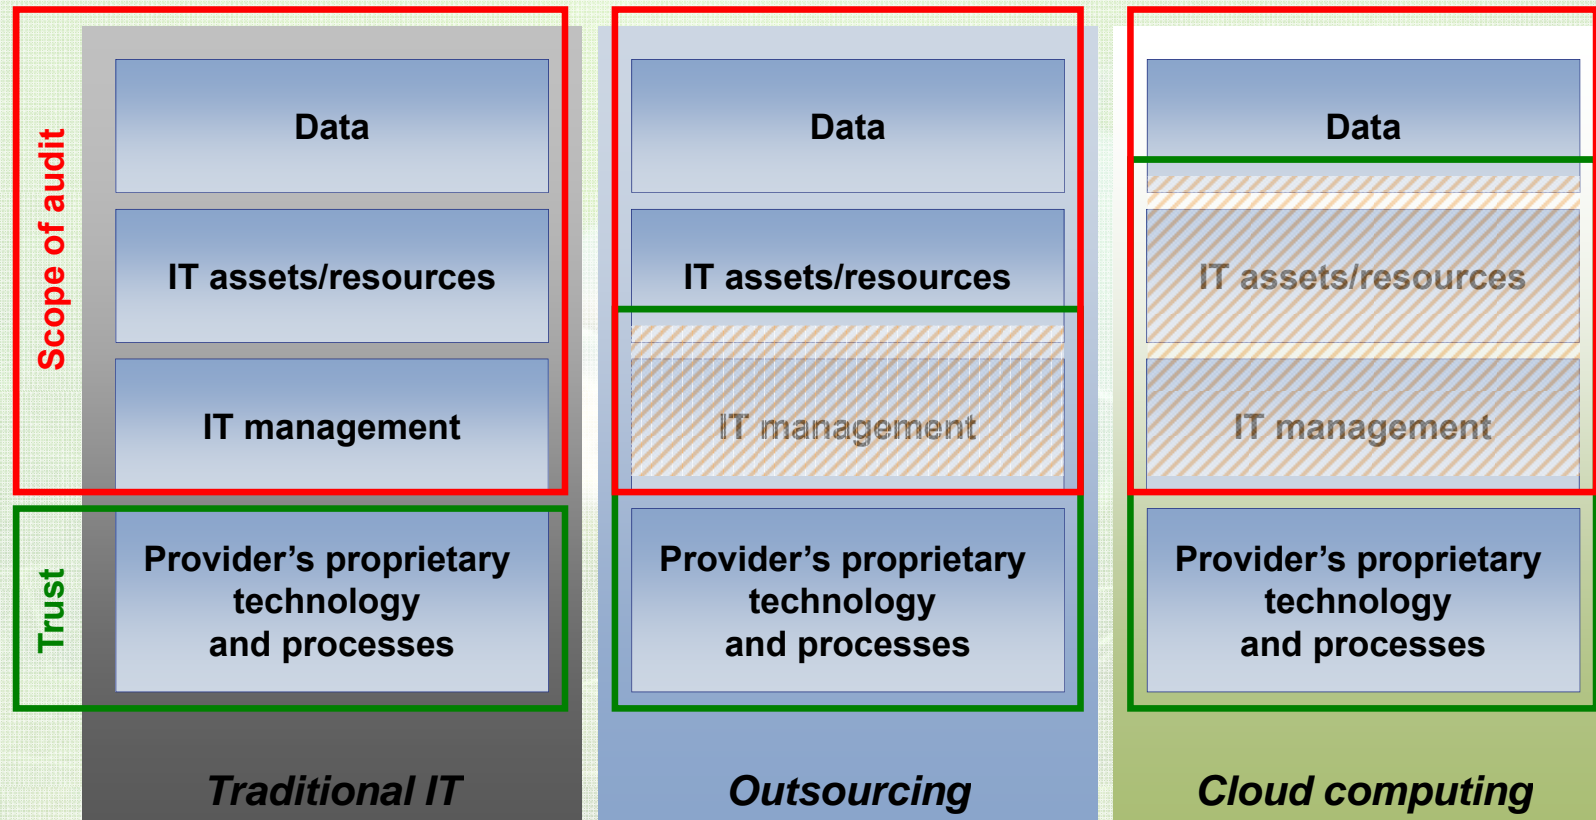 Scope of audit
Trust
Data
IT assets/resources
IT management
Provider’s proprietary
technology
and processes
Traditional IT
Data
IT assets/resources
IT management
Provider’s proprietary
technology
and processes
Outsourcing
Data
IT assets/resources
IT management
Provider’s proprietary
technology
and processes
Cloud computing